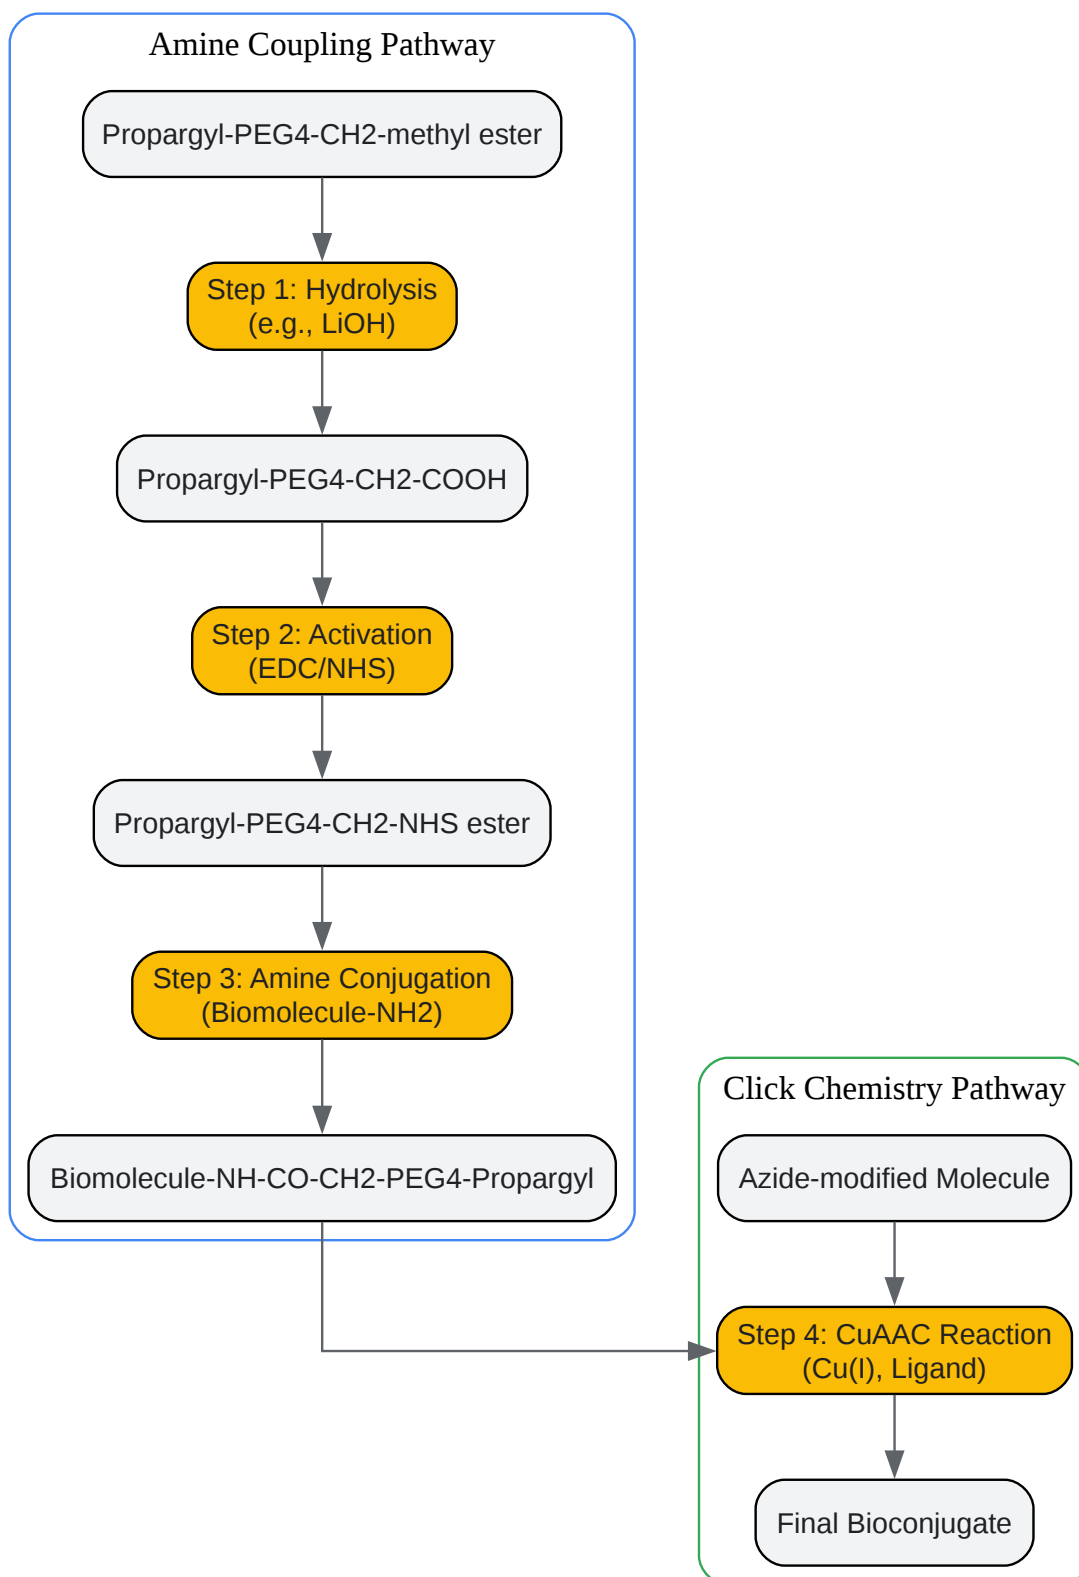 Amine Coupling Pathway
Propargyl-PEG4-CH2-methyl ester
Step 1: Hydrolysis
(e.g., LiOH)
Propargyl-PEG4-CH2-COOH
Step 2: Activation
(EDC/NHS)
Propargyl-PEG4-CH2-NHS ester
Step 3: Amine Conjugation
(Biomolecule-NH2)
Biomolecule-NH-CO-CH2-PEG4-Propargyl
Click Chemistry Pathway
Azide-modified Molecule
Step 4: CuAAC Reaction
(Cu(I), Ligand)
Final Bioconjugate